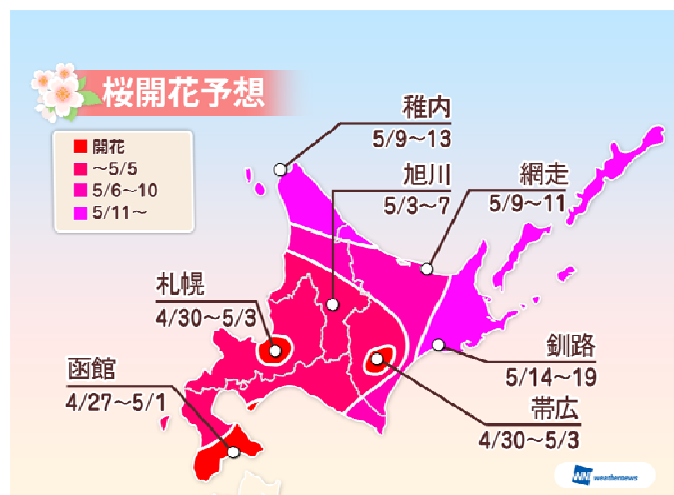 桜開花予想
開花
～5/5
5/6～10
5/11～
稚内
5/9～13
旭川
5/3～7
網走
5/9～11
札幌
4/30～5/3
函館
4/27～5/1
釧路
5/14～19
帯広
4/30～5/3
WN weathernews